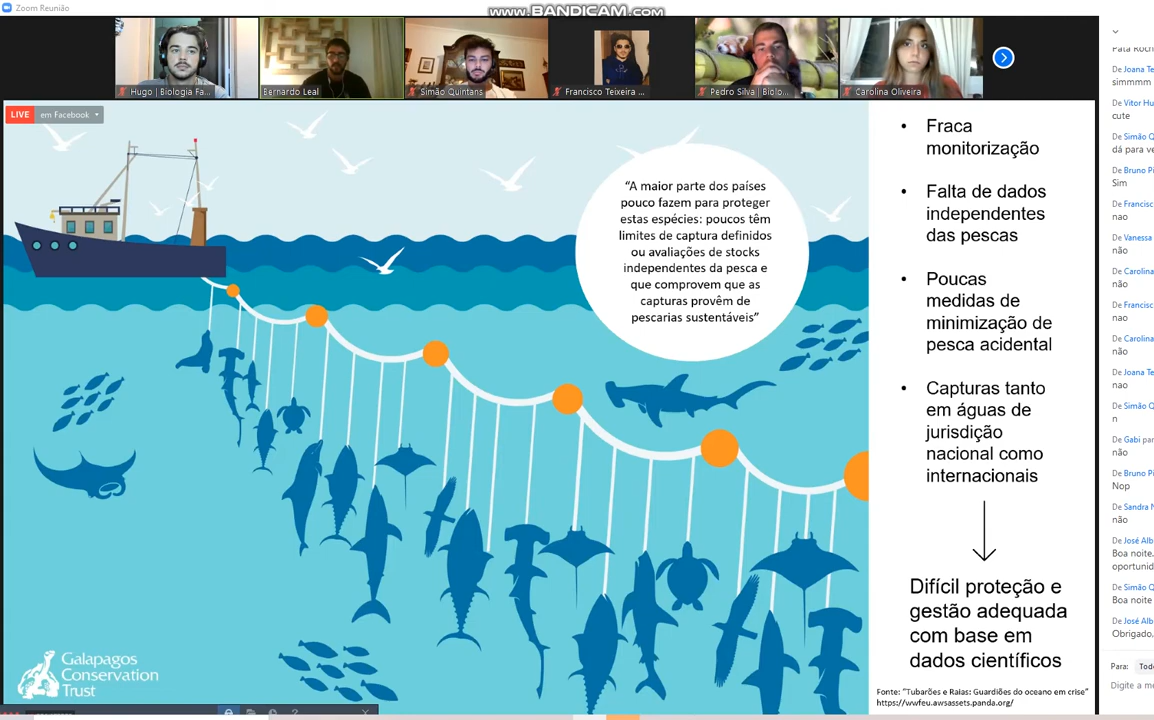 Zoom Reunião
WWW.BANDICAM.COM
Hugo | Biologia Fa...
Bernardo Leal
Simão Quintans
Francisco Teixeira ...
Pedro Silva | Biolo...
Carolina Oliveira
LIVE em Facebook
“A maior parte dos países
pouco fazem para proteger
estas espécies: poucos têm
limites de captura definidos
ou avaliações de stocks
independentes da pesca e
que comprovem que as
capturas provêm de
pescarias sustentáveis”
• Fraca
monitorização
• Falta de dados
independentes
das pescas
• Poucas
medidas de
minimização de
pesca acidental
• Capturas tanto
em águas de
jurisdição
nacional como
internacionais
Difícil proteção e
gestão adequada
com base em
dados científicos
Fonte: “Tubarões e Raias: Guardiões do oceano em crise”
https://wwfeu.awsassets.panda.org/
Galapagos
Conservation
Trust
De Joana Te
simmmm
De Vitor Hu
cute
De Simão Q
dá para ve
De Bruno Pi
Sim
De Francisc
nao
De Vanessa
não
De Carolina
não
De Francisc
nao
De Carolina
não
De Joana Te
nao
De Simão Q
n
De Gabi par
não
De Bruno Pi
Nop
De Sandra N
não
De José Alb
Boa noite,
oportunid
De Simão Q
Boa noite
De José Alb
Obrigado,
Para: Tod
Digite a me